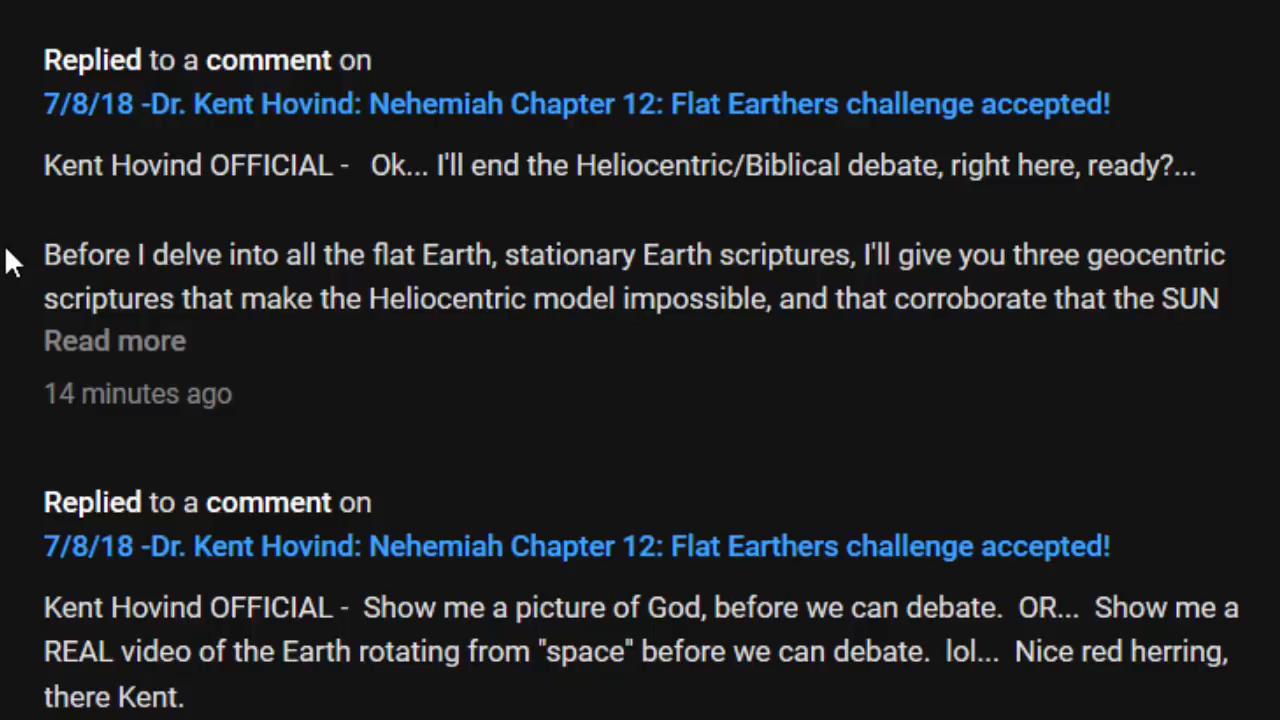 Replied to a comment on
7/8/18 -Dr. Kent Hovind: Nehemiah Chapter 12: Flat Earthers challenge accepted!
Kent Hovind OFFICIAL -   Ok... I'll end the Heliocentric/Biblical debate, right here, ready?...
Before I delve into all the flat Earth, stationary Earth scriptures, I'll give you three geocentric
scriptures that make the Heliocentric model impossible, and that corroborate that the SUN
Read more
14 minutes ago
Replied to a comment on
7/8/18 -Dr. Kent Hovind: Nehemiah Chapter 12: Flat Earthers challenge accepted!
Kent Hovind OFFICIAL -  Show me a picture of God, before we can debate.  OR...  Show me a
REAL video of the Earth rotating from "space" before we can debate.  lol...  Nice red herring,
there Kent.